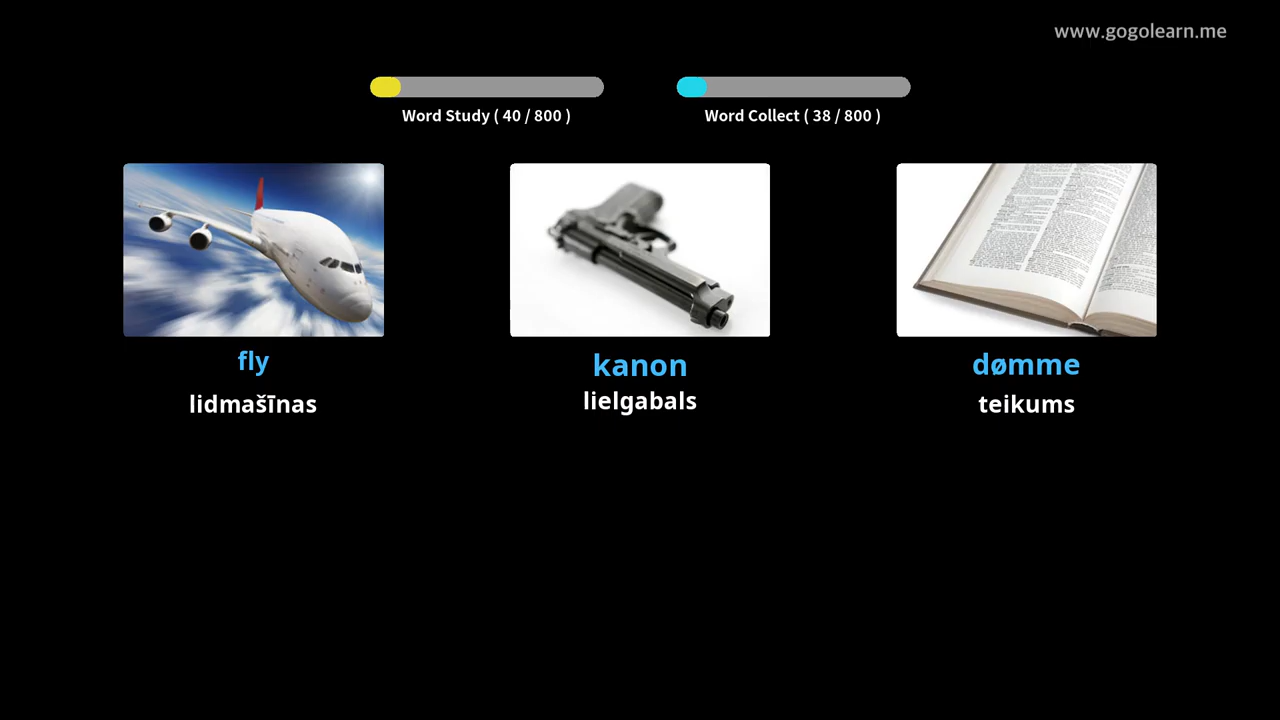 www.gogolearn.me
Word Study ( 40 / 800 )
Word Collect ( 38 / 800 )
fly
lidmašīnas
kanon
lielgabals
dømme
teikums